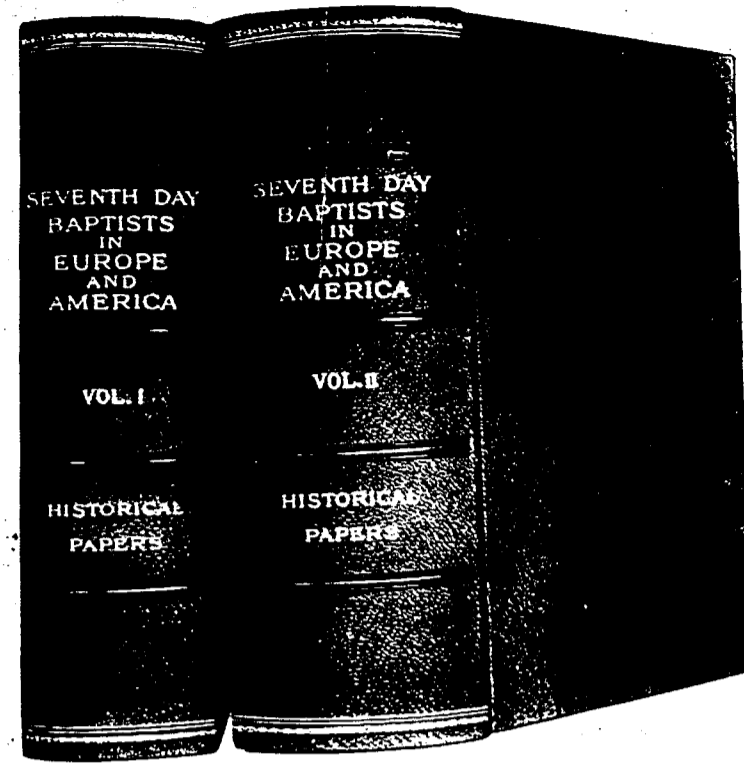 SEVENTH DAY
BAPTISTS
IN
EUROPE
AND
AMERICA
VOL. I
HISTORICAL
PAPERS
SEVENTH DAY
BAPTISTS
IN
EUROPE
AND
AMERICA
VOL. II
HISTORICAL
PAPERS